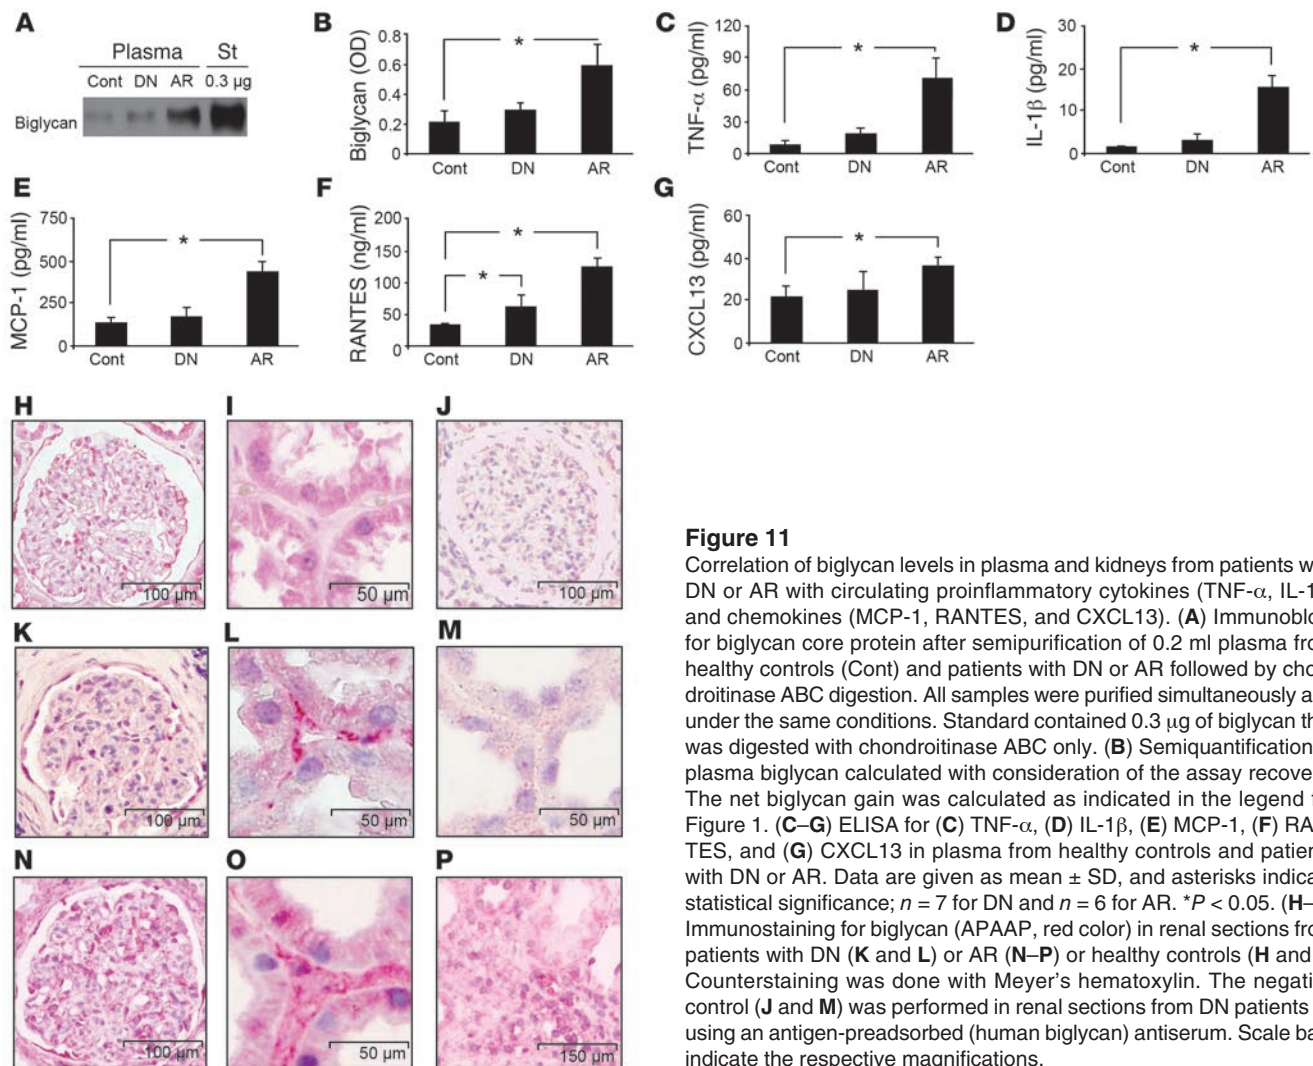 A
Plasma St
Cont DN AR 0.3 µg
Biglycan
B
Biglycan (OD)
0.8
0.6
0.4
0.2
0
*
Cont DN AR
C
TNF-α (pg/ml)
120
90
60
30
0
*
Cont DN AR
D
IL-1β (pg/ml)
30
20
10
0
*
Cont DN AR
E
MCP-1 (pg/ml)
750
500
250
0
*
Cont DN AR
F
RANTES (ng/ml)
200
150
100
50
0
*
*
Cont DN AR
G
CXCL13 (pg/ml)
60
40
20
0
*
Cont DN AR
H
100 µm
I
50 µm
J
100 µm
K
100 µm
L
50 µm
M
50 µm
N
100 µm
O
50 µm
P
150 µm
Figure 11
Correlation of biglycan levels in plasma and kidneys from patients w
DN or AR with circulating proinflammatory cytokines (TNF-α, IL-1
and chemokines (MCP-1, RANTES, and CXCL13). (A) Immunoblo
for biglycan core protein after semipurification of 0.2 ml plasma fro
healthy controls (Cont) and patients with DN or AR followed by cho
droitinase ABC digestion. All samples were purified simultaneously a
under the same conditions. Standard contained 0.3 µg of biglycan th
was digested with chondroitinase ABC only. (B) Semiquantification
plasma biglycan calculated with consideration of the assay recove
The net biglycan gain was calculated as indicated in the legend
Figure 1. (C–G) ELISA for (C) TNF-α, (D) IL-1β, (E) MCP-1, (F) RA
TES, and (G) CXCL13 in plasma from healthy controls and patien
with DN or AR. Data are given as mean ± SD, and asterisks indica
statistical significance; n = 7 for DN and n = 6 for AR. *P < 0.05. (H–
Immunostaining for biglycan (APAAP, red color) in renal sections fro
patients with DN (K and L) or AR (N–P) or healthy controls (H and
Counterstaining was done with Meyer's hematoxylin. The negati
control (J and M) was performed in renal sections from DN patients
using an antigen-preadsorbed (human biglycan) antiserum. Scale ba
indicate the respective magnifications.